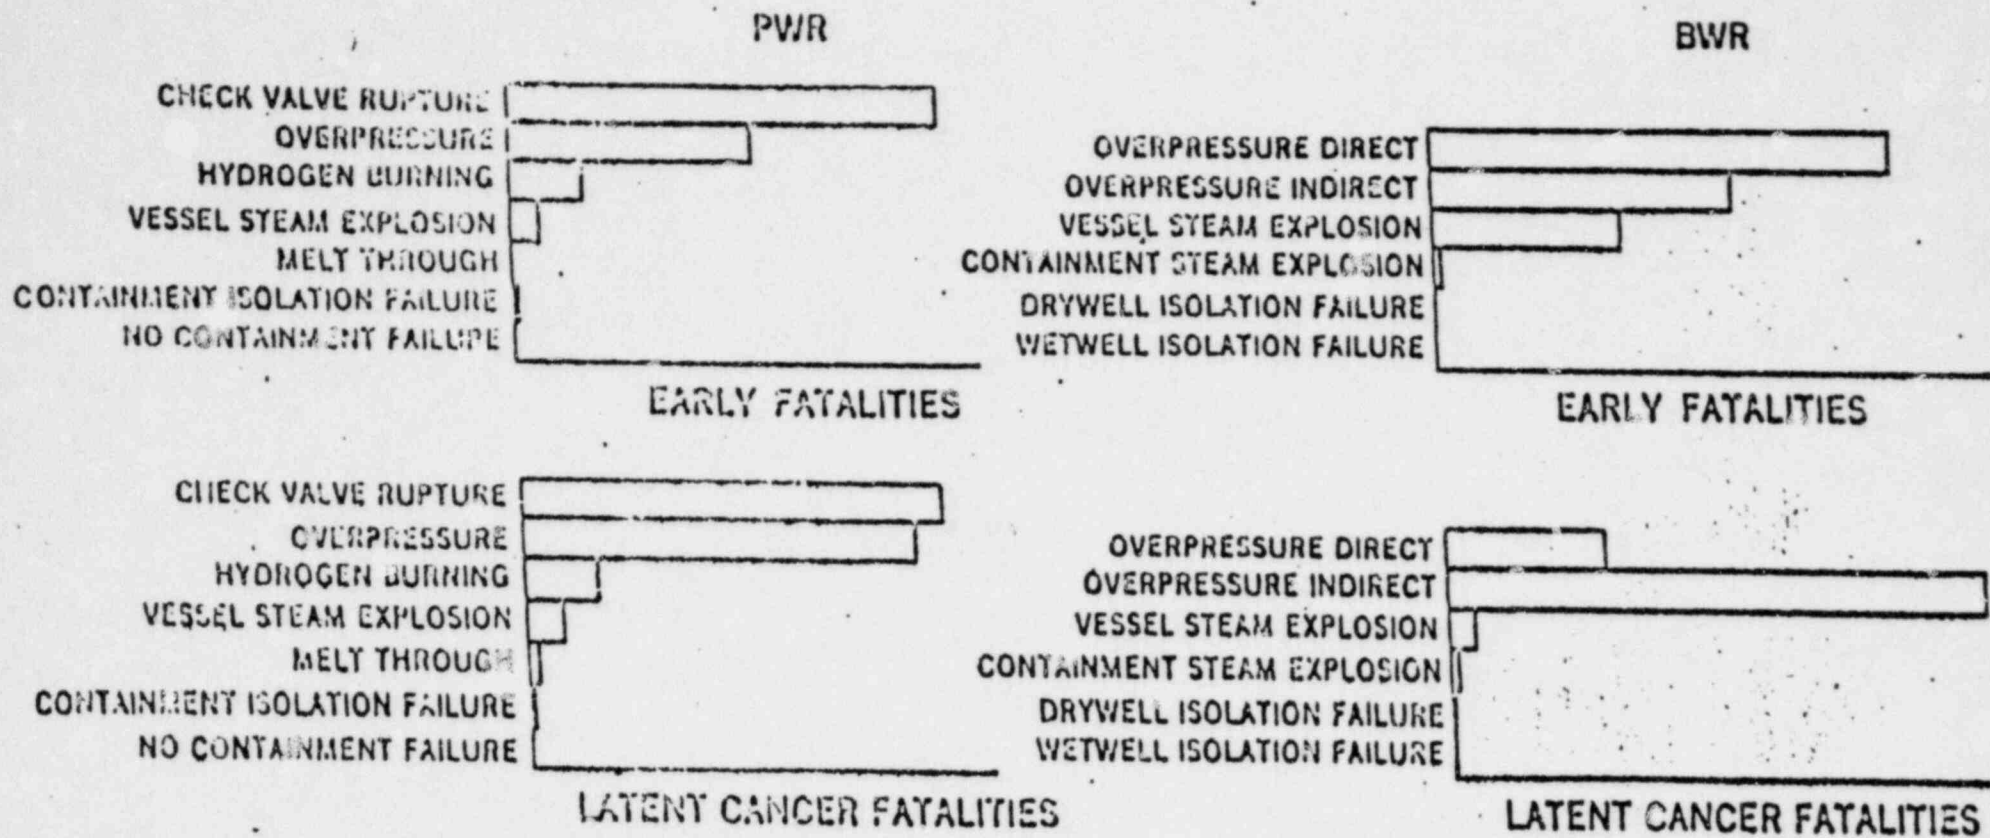 PWR
CHECK VALVE RUPTURE
OVERPRESSURE
HYDROGEN BURNING
VESSEL STEAM EXPLOSION
MELT THROUGH
CONTAINMENT ISOLATION FAILURE
NO CONTAINMENT FAILURE
EARLY FATALITIES
BWR
OVERPRESSURE DIRECT
OVERPRESSURE INDIRECT
VESSEL STEAM EXPLOSION
CONTAINMENT STEAM EXPLOSION
DRYWELL ISOLATION FAILURE
WETWELL ISOLATION FAILURE
EARLY FATALITIES
CHECK VALVE RUPTURE
OVERPRESSURE
HYDROGEN BURNING
VESSEL STEAM EXPLOSION
MELT THROUGH
CONTAINMENT ISOLATION FAILURE
NO CONTAINMENT FAILURE
LATENT CANCER FATALITIES
OVERPRESSURE DIRECT
OVERPRESSURE INDIRECT
VESSEL STEAM EXPLOSION
CONTAINMENT STEAM EXPLOSION
DRYWELL ISOLATION FAILURE
WETWELL ISOLATION FAILURE
LATENT CANCER FATALITIES